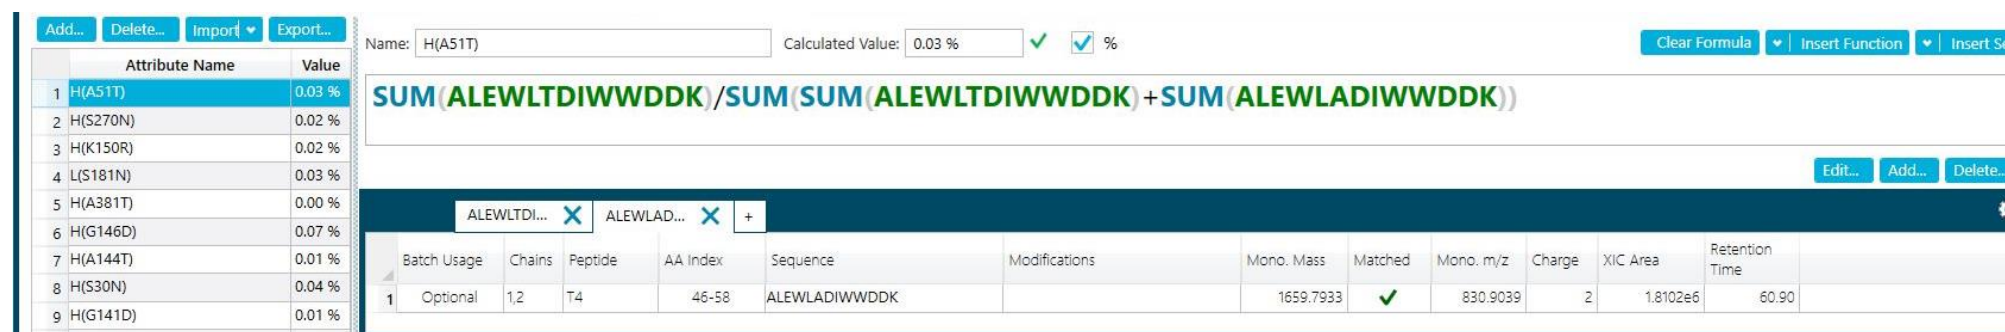 Add... Delete... Import Export...
Name: H(A51T) Calculated Value: 0.03 % % Clear Formula Insert Function Insert
Attribute Name Value
1 H(A51T) 0.03 %
SUM(ALEWLTDIWWDDK)/SUM(SUM(ALEWLTDIWWDDK)+SUM(ALEWLADIWWDDK))
2 H(S270N) 0.02 %
3 H(K150R) 0.02 %
4 L(S181N) 0.03 %
Edit... Add... Delete...
5 H(A381T) 0.00 %
ALEWLTDI... ALEWLAD... +
6 H(G146D) 0.07 %
7 H(A144T) 0.01 %
Batch Usage Chains Peptide AA Index Sequence Modifications Mono. Mass Matched Mono. m/z Charge XIC Area Retention Time
8 H(S30N) 0.04 %
1 Optional 1,2 T4 46-58 ALEWLADIWWDDK 1659.7933 830.9039 2 1.8102e6 60.90
9 H(G141D) 0.01 %